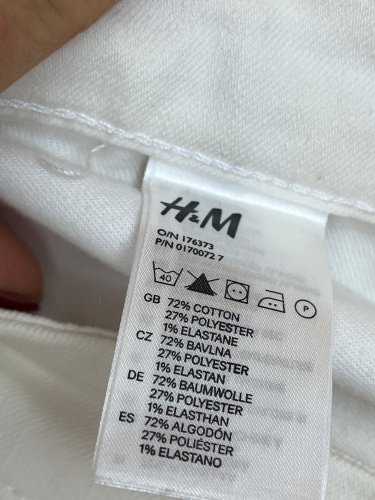 H&M
O/N 176373
P/N 0170072 7
40
P
GB 72% COTTON
27% POLYESTER
1% ELASTANE
CZ 72% BAVLNA
27% POLYESTER
1% ELASTAN
DE 72% BAUMWOLLE
27% POLYESTER
1% ELASTHAN
ES 72% ALGODÓN
27% POLIÉSTER
1% ELASTANO